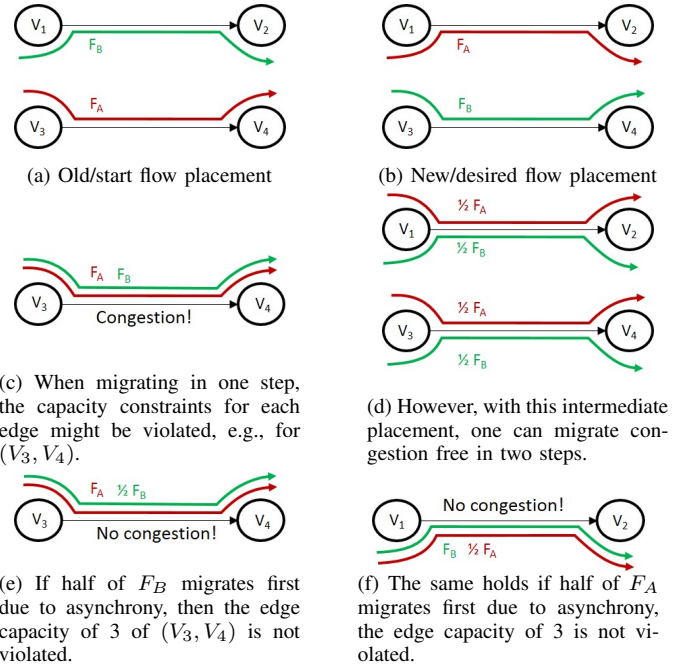 V1 V2
FB
FA
V3 V4
(a) Old/start flow placement
V1 V2
FA
FB
V3 V4
(b) New/desired flow placement
FA FB
V3 V4
Congestion!
(c) When migrating in one step,
the capacity constraints for each
edge might be violated, e.g., for
(V3, V4).
½ FA
V1 V2
½ FB
½ FA
V3 V4
½ FB
(d) However, with this intermediate
placement, one can migrate con-
gestion free in two steps.
FA ½ FB
V3 V4
No congestion!
(e) If half of FB migrates first
due to asynchrony, then the edge
capacity of 3 of (V3, V4) is not
violated.
No congestion!
V1 V2
FB ½ FA
(f) The same holds if half of FA
migrates first due to asynchrony,
the edge capacity of 3 is not vi-
olated.